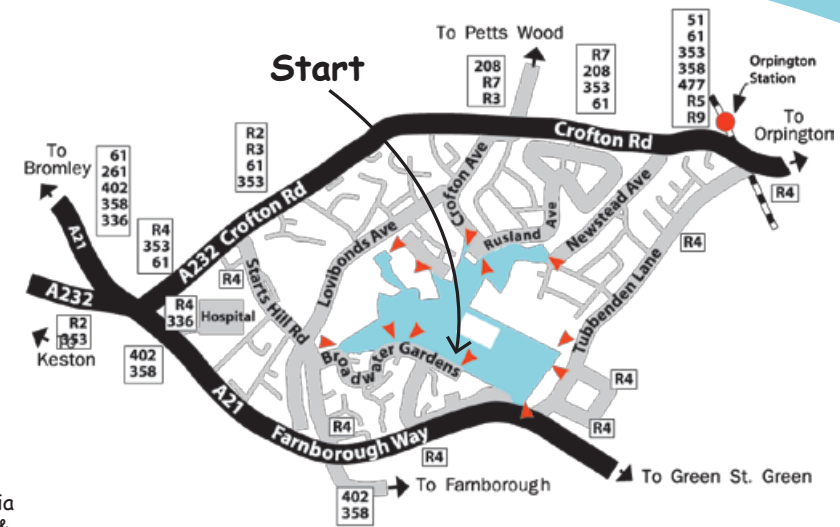 To Petts Wood
Start
208
R7
R3
R7
208
353
61
51
61
353
358
477
R5
R9
Orpington
Station
To
Orpington
R4
Crofton Rd
R2
R3
61
353
To
Bromley
61
261
402
358
336
A21
R4
353
61
A232 Crofton Rd
Lovibonds Ave
Crofton Ave
Rusland Ave
Newstead Ave
R4
Tubbenden Lane
R4
Starts Hill Rd
A232
R4
336
Hospital
R2
353
To
Keston
402
358
Broadwater Gardens
A21
Farnborough Way
R4
R4
R4
R4
To Farnborough
To Green St. Green
402
358
ia
&